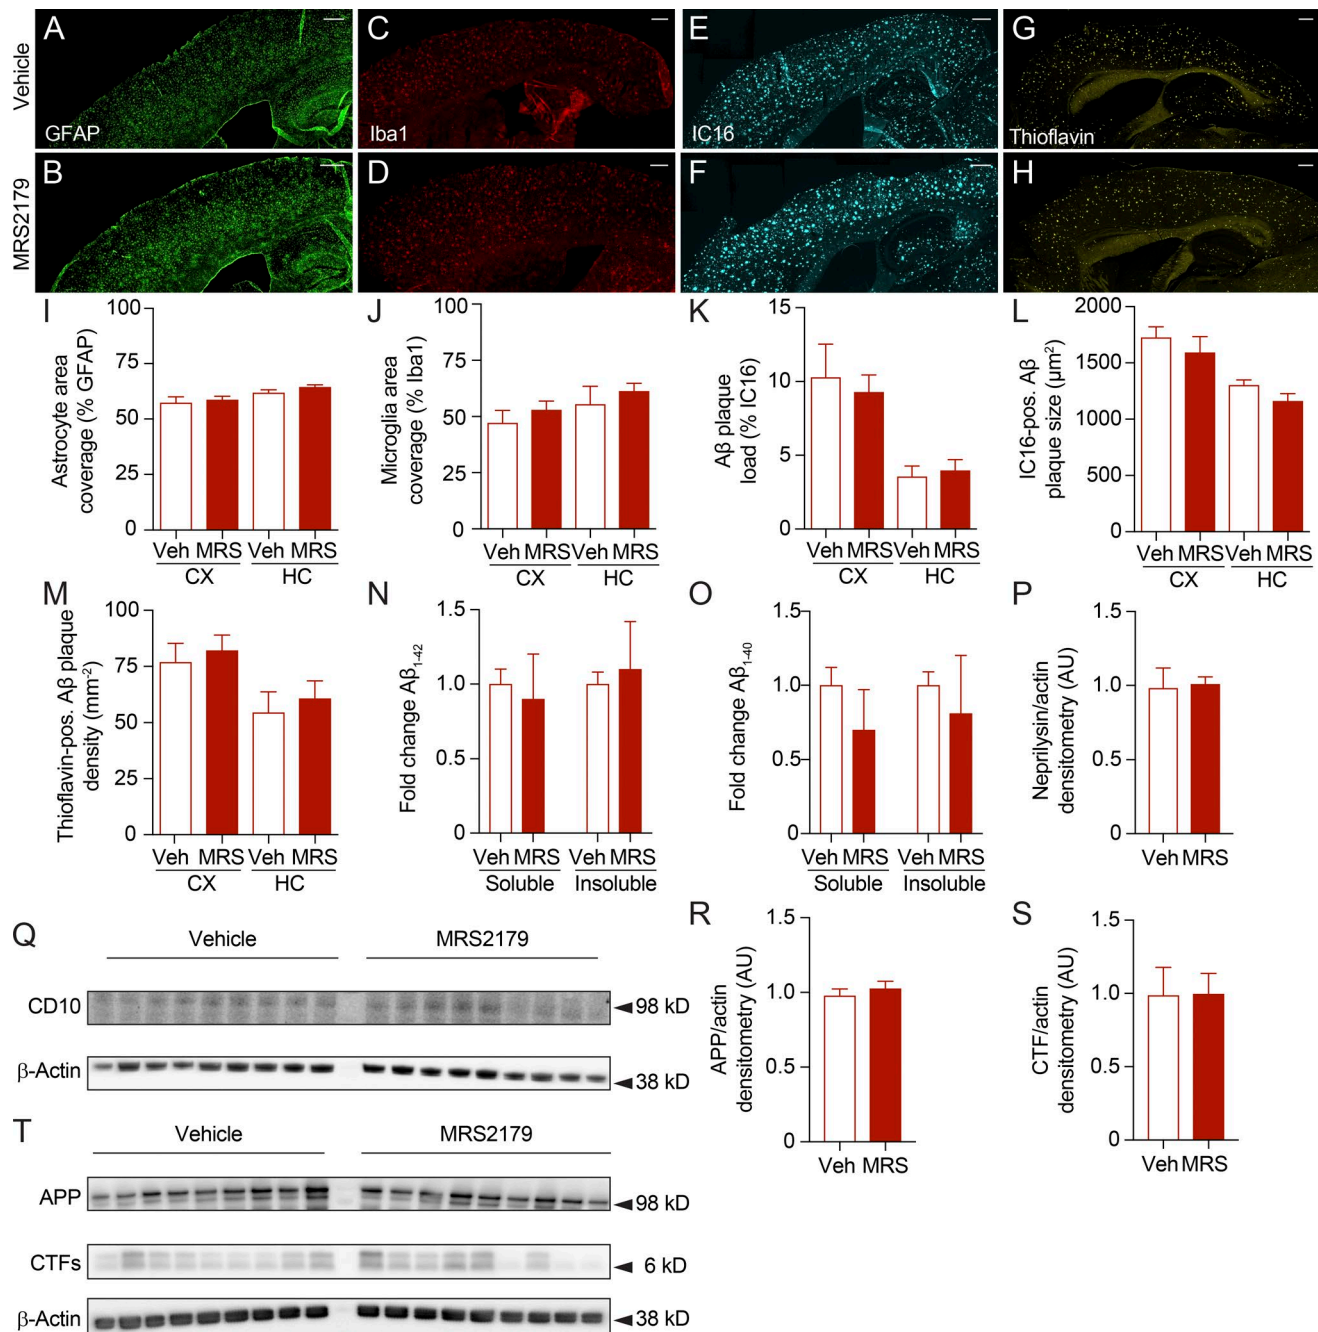 A
C
E
G
Vehicle
GFAP
Iba1
IC16
Thioflavin
B
D
F
H
MRS2179
I
Astrocyte area
coverage (% GFAP)
100
75
50
25
0
Veh MRS Veh MRS
CX HC
J
Microglia area
coverage (% Iba1)
100
75
50
25
0
Veh MRS Veh MRS
CX HC
K
Aβ plaque
load (% IC16)
15
10
5
0
Veh MRS Veh MRS
CX HC
L
IC16-pos. Aβ
plaque size (µm²)
2000
1500
1000
500
0
Veh MRS Veh MRS
CX HC
M
Thioflavin-pos. Aβ plaque
density (mm⁻²)
100
75
50
25
0
Veh MRS Veh MRS
CX HC
N
Fold change Aβ₁₋₄₂
1.5
1.0
0.5
0
Veh MRS Veh MRS
Soluble Insoluble
O
Fold change Aβ₁₋₄₀
1.5
1.0
0.5
0
Veh MRS Veh MRS
Soluble Insoluble
P
Neprilysin/actin
densitometry (AU)
1.5
1.0
0.5
0
Veh MRS
Q
Vehicle MRS2179
CD10 98 kD
β-Actin 38 kD
R
APP/actin
densitometry (AU)
1.5
1.0
0.5
0
Veh MRS
S
CTF/actin
densitometry (AU)
1.5
1.0
0.5
0
Veh MRS
T
Vehicle MRS2179
APP 98 kD
CTFs 6 kD
β-Actin 38 kD